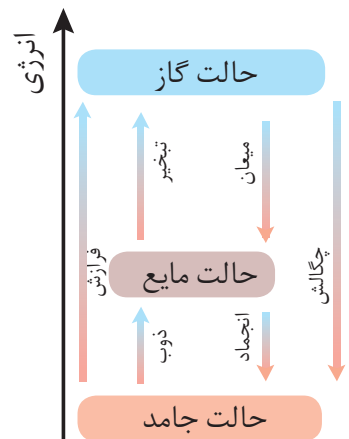 انرژی
حالت گاز
تبخیر
میعان
فرازش
چگالش
حالت مایع
ذوب
انجماد
حالت جامد